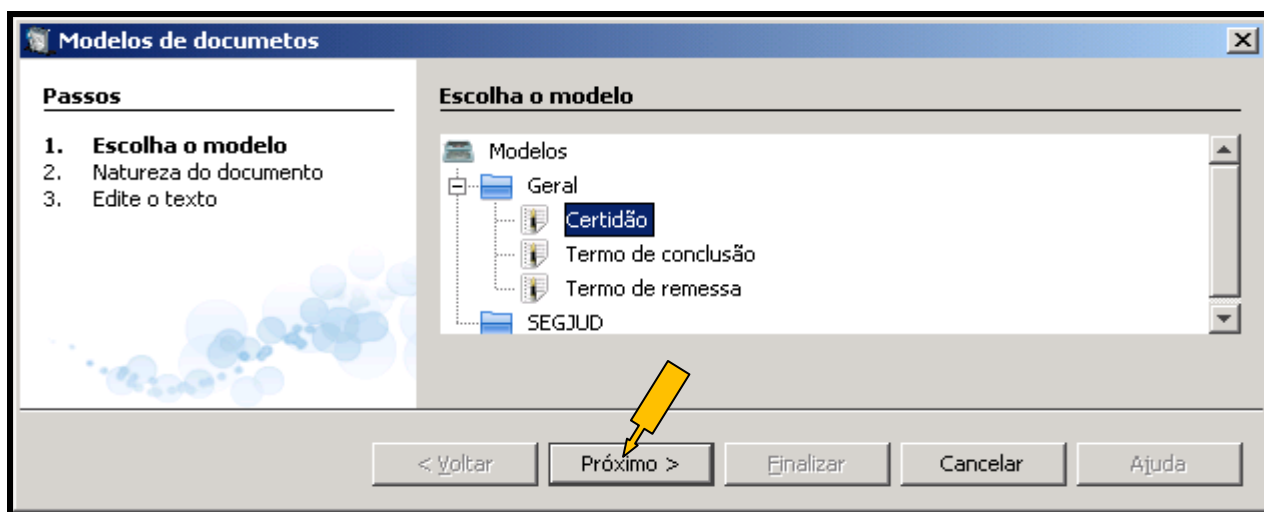 Modelos de documetos
Passos
1. Escolha o modelo
2. Natureza do documento
3. Edite o texto
Escolha o modelo
Modelos
Geral
Certidão
Termo de conclusão
Termo de remessa
SEGJUD
< Voltar
Próximo >
Finalizar
Cancelar
Ajuda